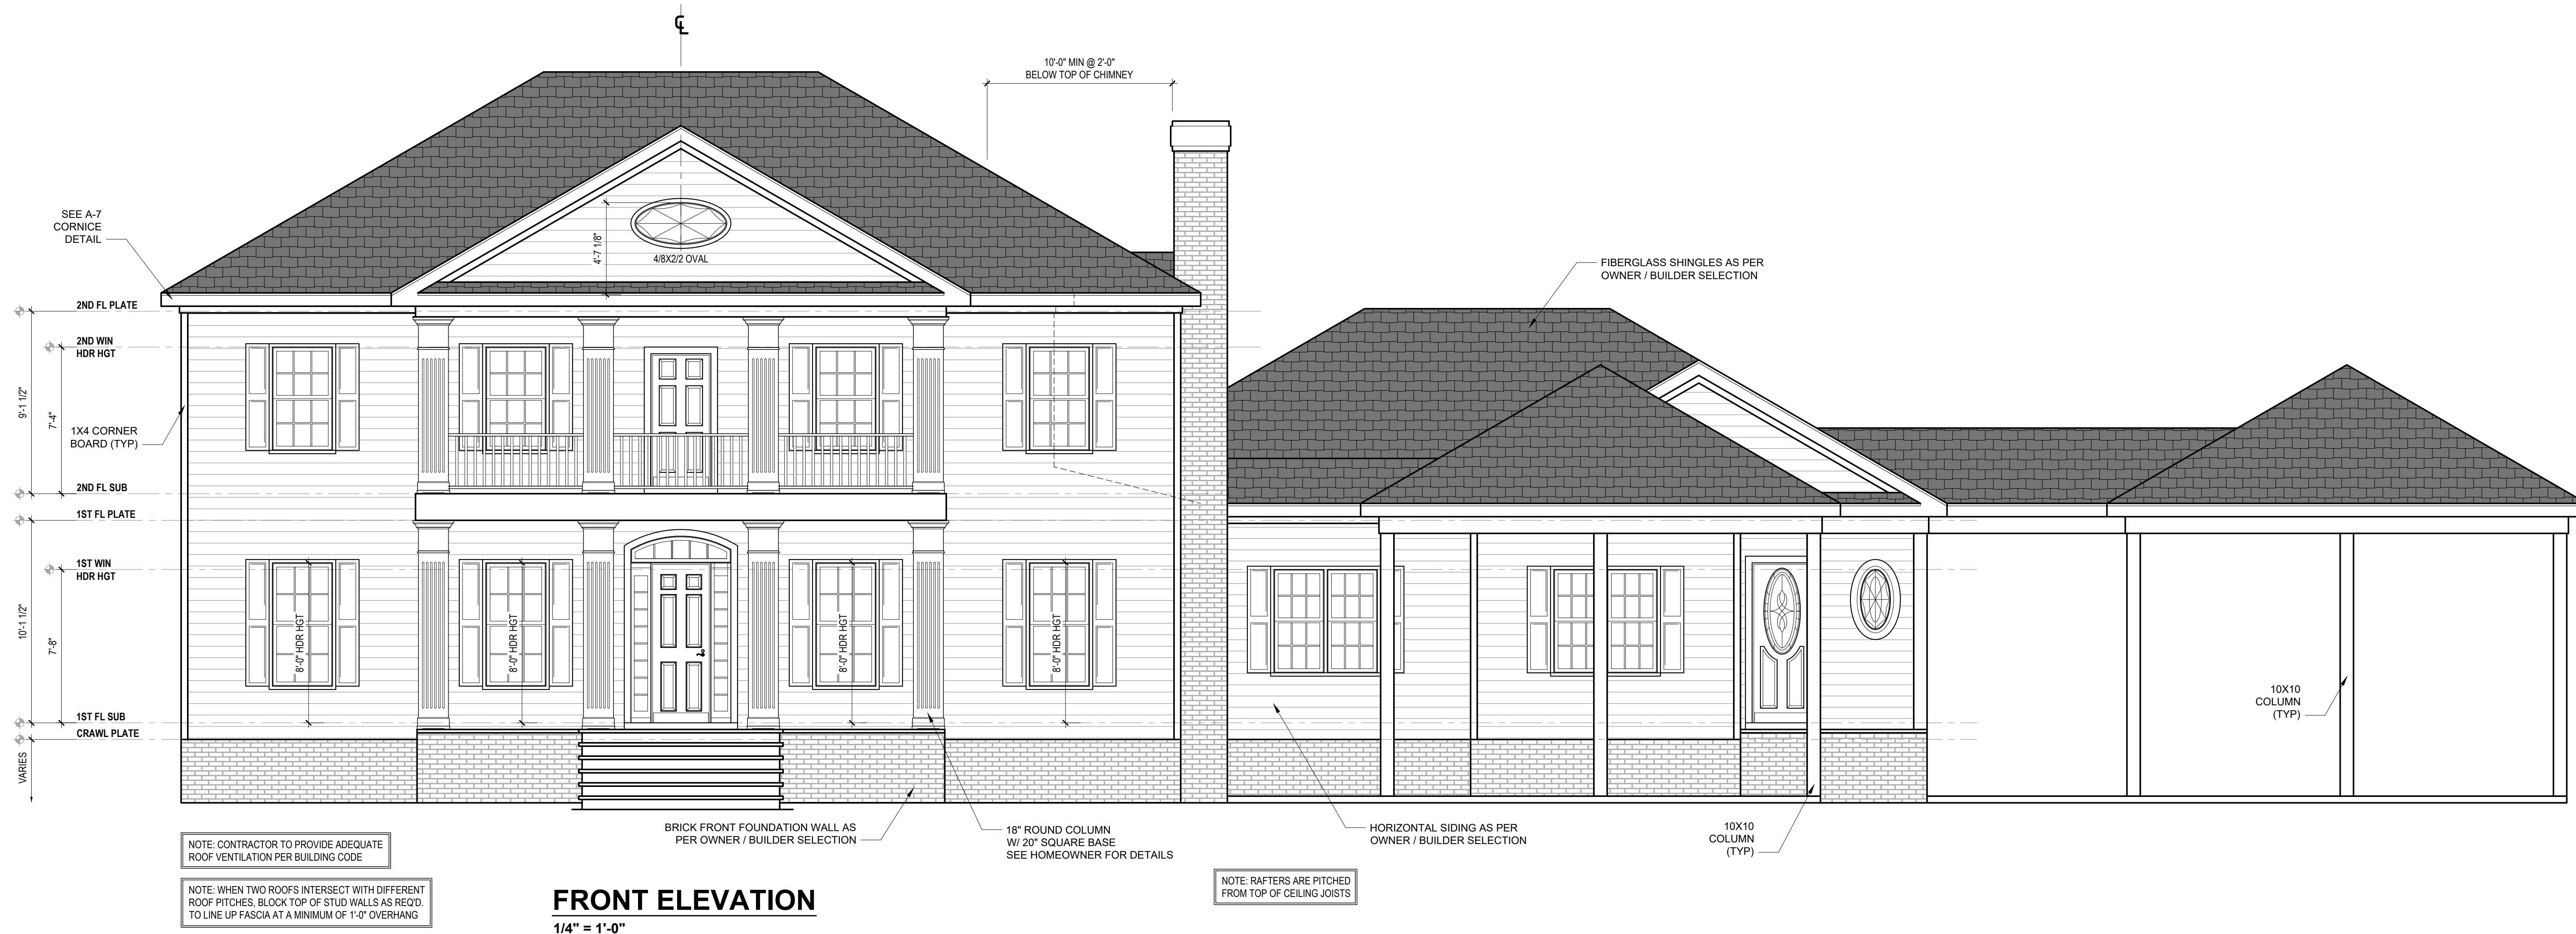 ℄
10'-0" MIN @ 2'-0"
BELOW TOP OF CHIMNEY
SEE A-7
CORNICE
DETAIL
4'-7 1/8"
4/8X2/2 OVAL
FIBERGLASS SHINGLES AS PER
OWNER / BUILDER SELECTION
2ND FL PLATE
2ND WIN
HDR HGT
9'-1 1/2"
7'-4"
1X4 CORNER
BOARD (TYP)
2ND FL SUB
1ST FL PLATE
1ST WIN
HDR HGT
10'-1 1/2"
7'-8"
8'-0" HDR HGT
8'-0" HDR HGT
8'-0" HDR HGT
8'-0" HDR HGT
1ST FL SUB
CRAWL PLATE
VARIES
10X10
COLUMN
(TYP)
BRICK FRONT FOUNDATION WALL AS
PER OWNER / BUILDER SELECTION
18" ROUND COLUMN
W/ 20" SQUARE BASE
SEE HOMEOWNER FOR DETAILS
HORIZONTAL SIDING AS PER
OWNER / BUILDER SELECTION
10X10
COLUMN
(TYP)
NOTE: CONTRACTOR TO PROVIDE ADEQUATE
ROOF VENTILATION PER BUILDING CODE
NOTE: WHEN TWO ROOFS INTERSECT WITH DIFFERENT
ROOF PITCHES, BLOCK TOP OF STUD WALLS AS REQ'D.
TO LINE UP FASCIA AT A MINIMUM OF 1'-0" OVERHANG
NOTE: RAFTERS ARE PITCHED
FROM TOP OF CEILING JOISTS
FRONT ELEVATION
1/4" = 1'-0"